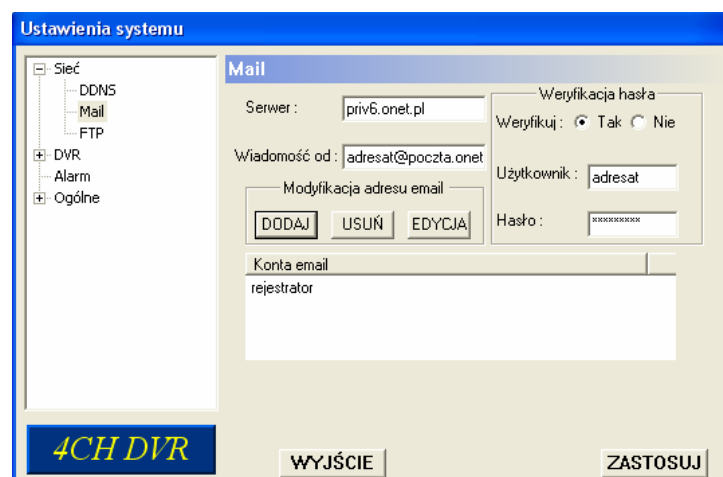 Ustawienia systemu
Sieć
DDNS
Mail
FTP
DVR
Alarm
Ogólne
4CH DVR
Mail
Serwer :
priv6.onet.pl
Wiadomość od :
adresat@poczta.onet
Modyfikacja adresu email
DODAJ
USUŃ
EDYCJA
Weryfikacja hasła
Weryfikuj :
Tak
Nie
Użytkownik :
adresat
Hasło :
*********
Konta email
rejestrator
WYJŚCIE
ZASTOSUJ